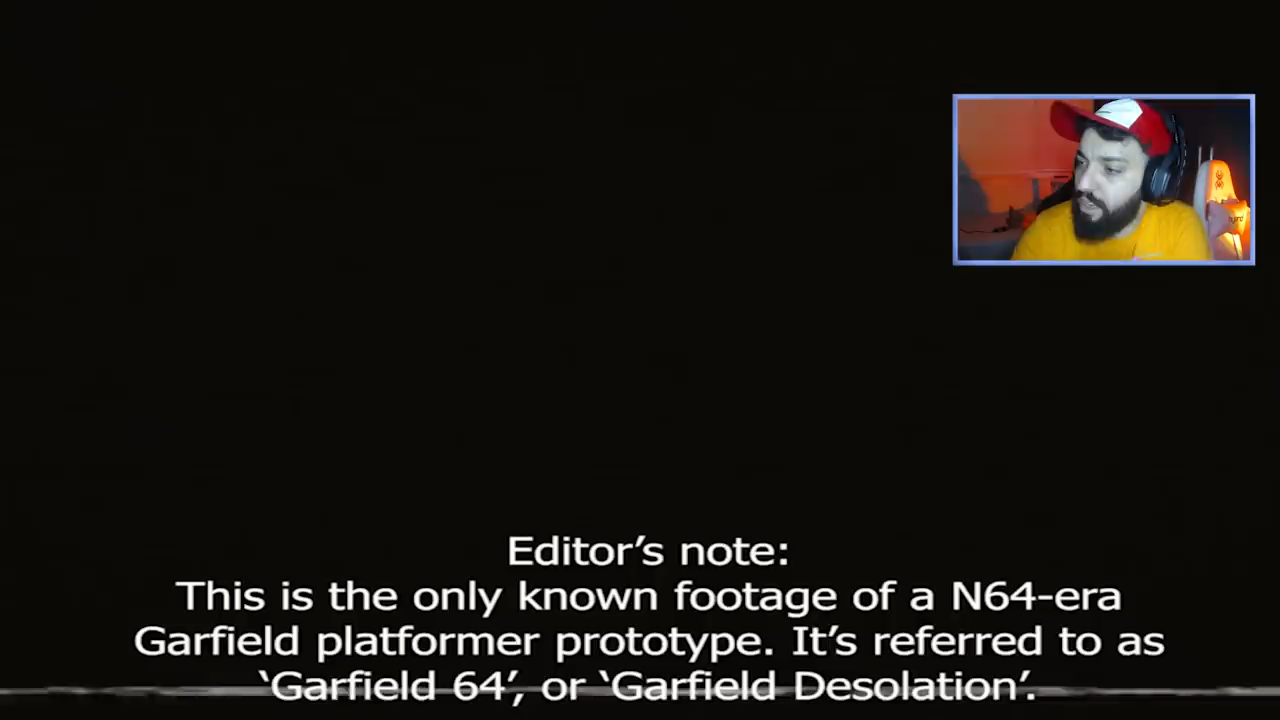 Editor’s note:
This is the only known footage of a N64-era
Garfield platformer prototype. It’s referred to as
‘Garfield 64’, or ‘Garfield Desolation’.